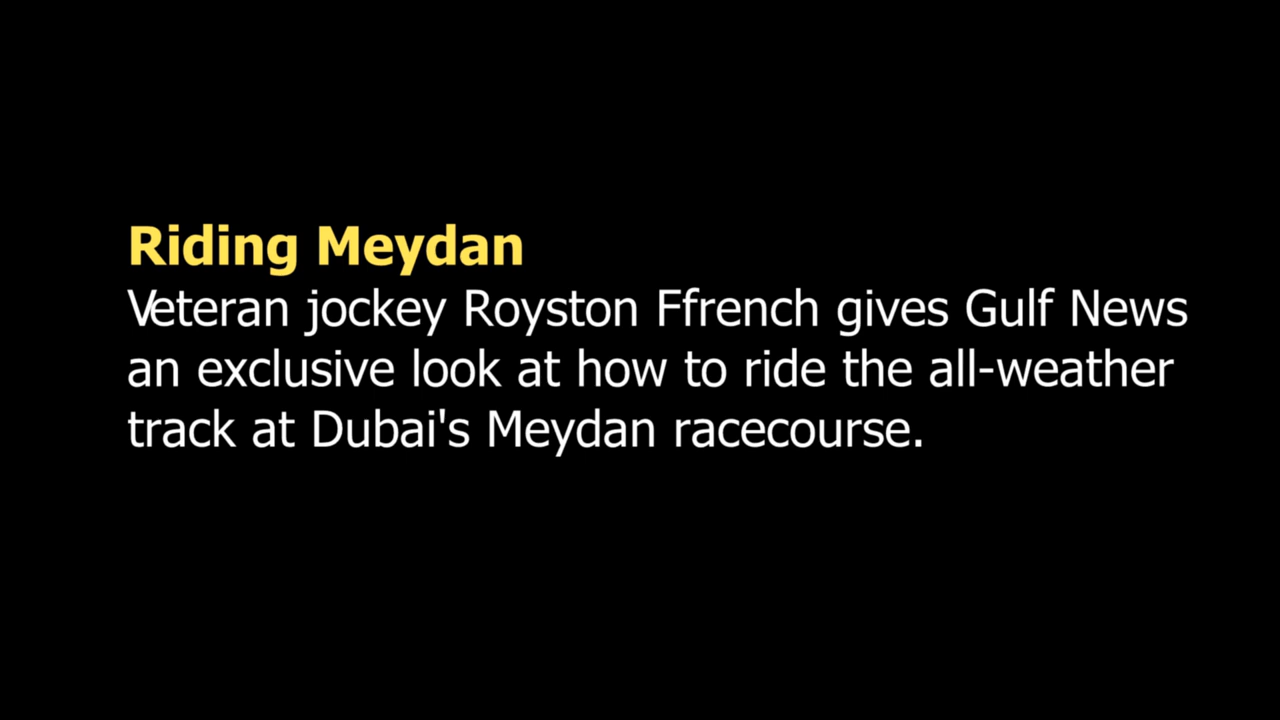 Riding Meydan
Veteran jockey Royston Ffrench gives Gulf News
an exclusive look at how to ride the all-weather
track at Dubai's Meydan racecourse.